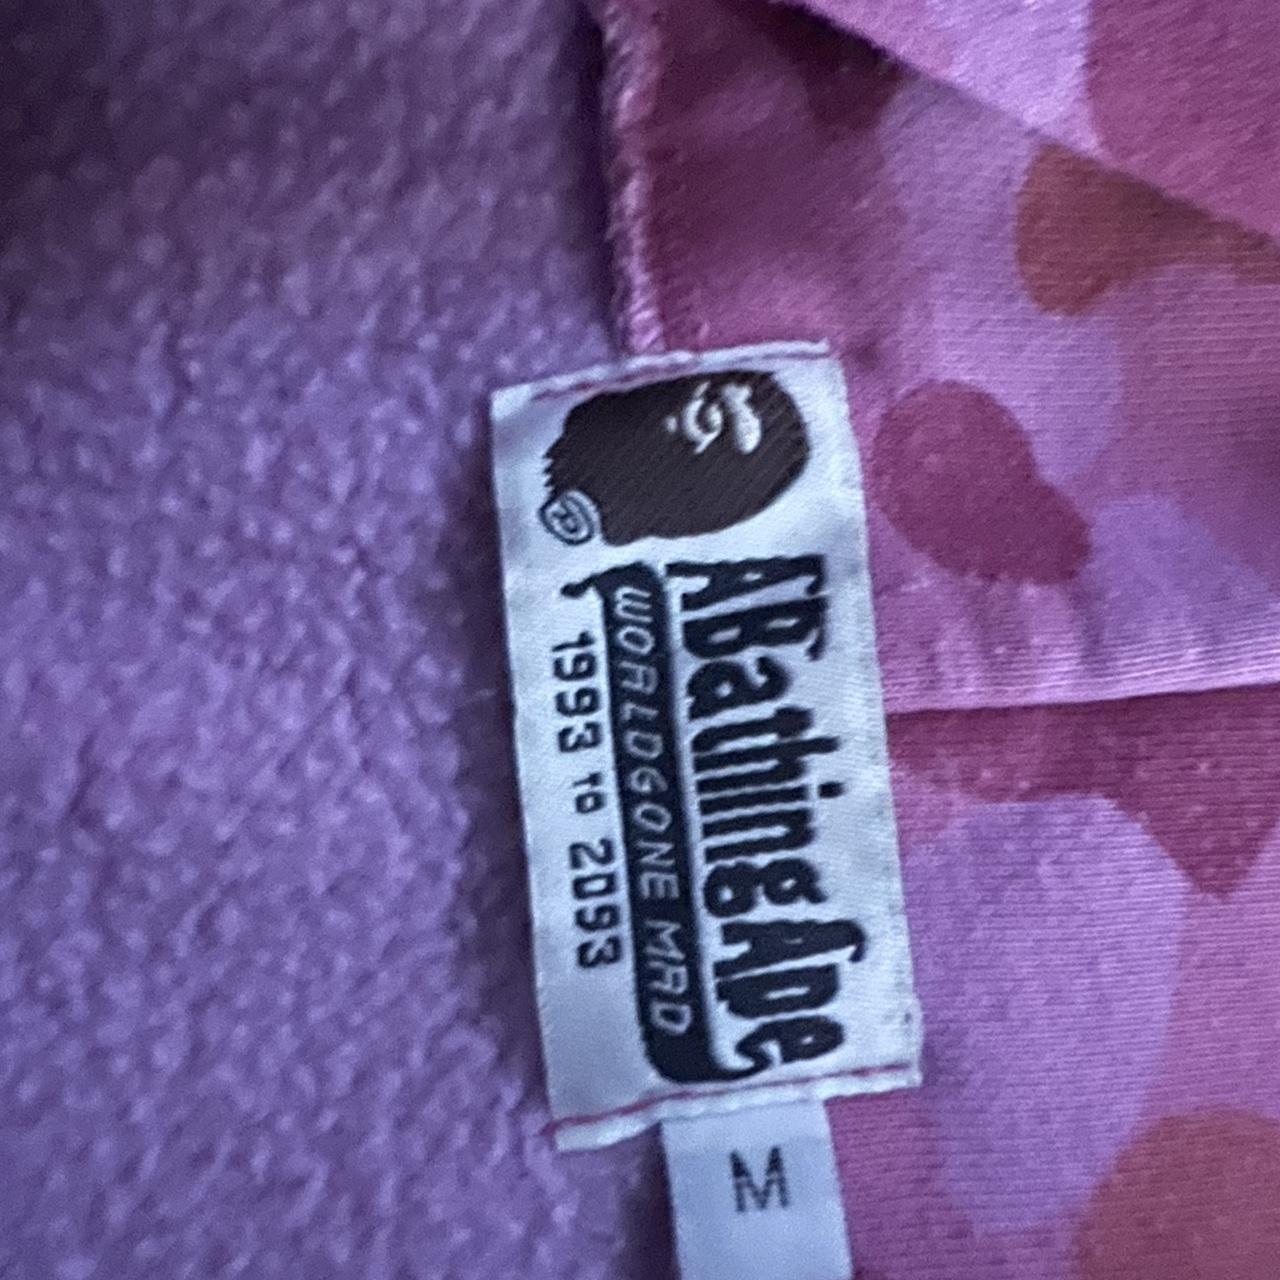 ABathingApe
®
WORLDGONE MAD
1993 TO 2093
M